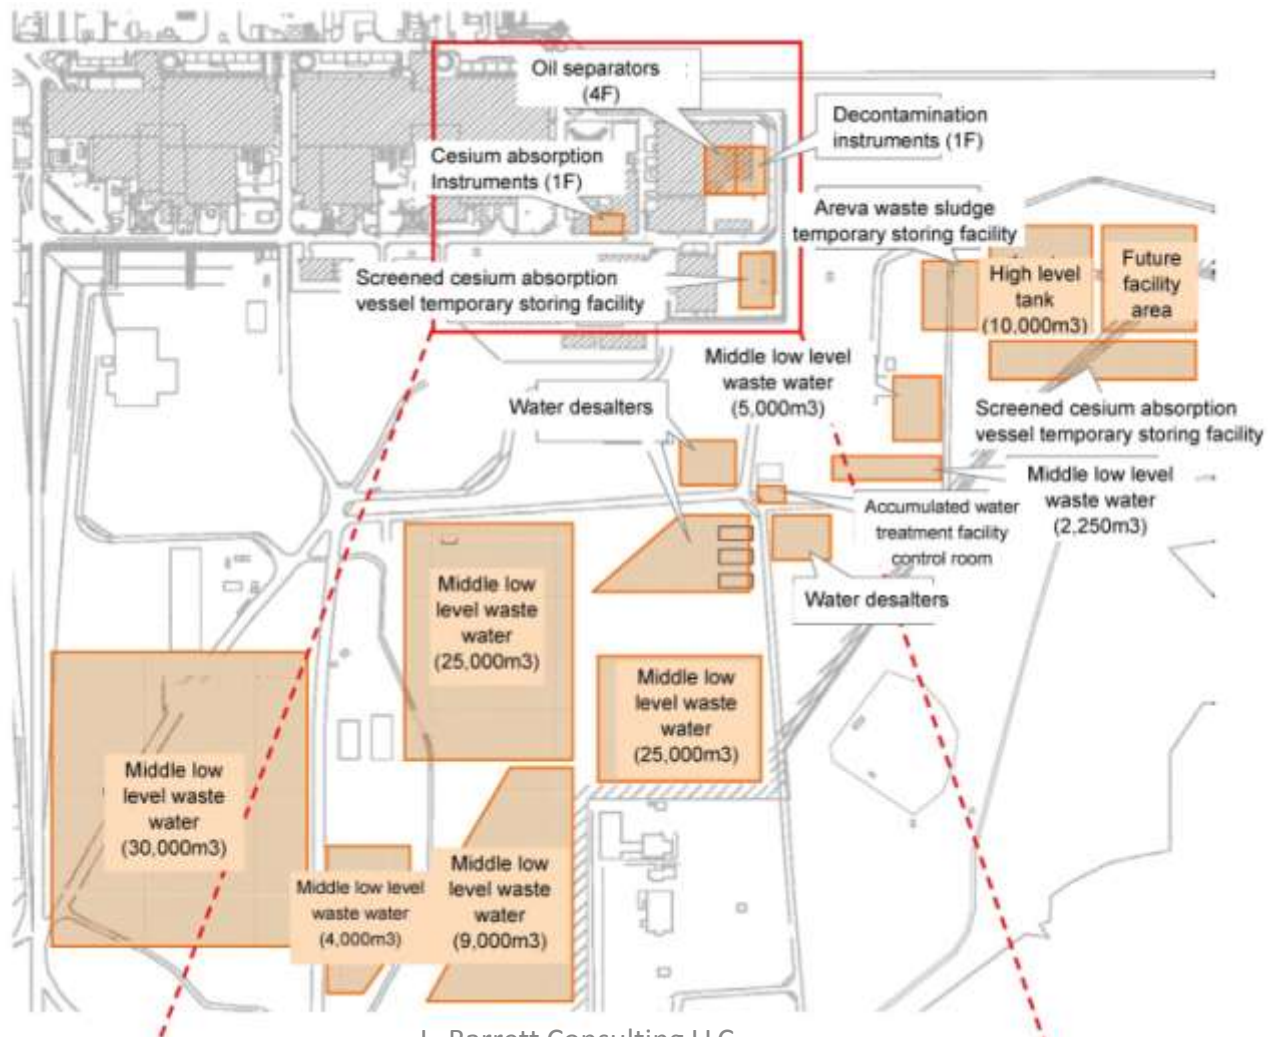 Oil separators
(4F)
Decontamination
instruments (1F)
Cesium absorption
Instruments (1F)
Areva waste sludge
temporary storing facility
Screened cesium absorption
vessel temporary storing facility
High level
tank
(10,000m3)
Future
facility
area
Middle low level
waste water
(5,000m3)
Water desalters
Screened cesium absorption
vessel temporary storing facility
Middle low level
waste water
(2,250m3)
Accumulated water
treatment facility
control room
Water desalters
Middle low
level waste
water
(25,000m3)
Middle low
level waste
water
(25,000m3)
Middle low
level waste
water
(30,000m3)
Middle low level
waste water
(4,000m3)
Middle low
level waste
water
(9,000m3)
L. Barrett Consulting LLC